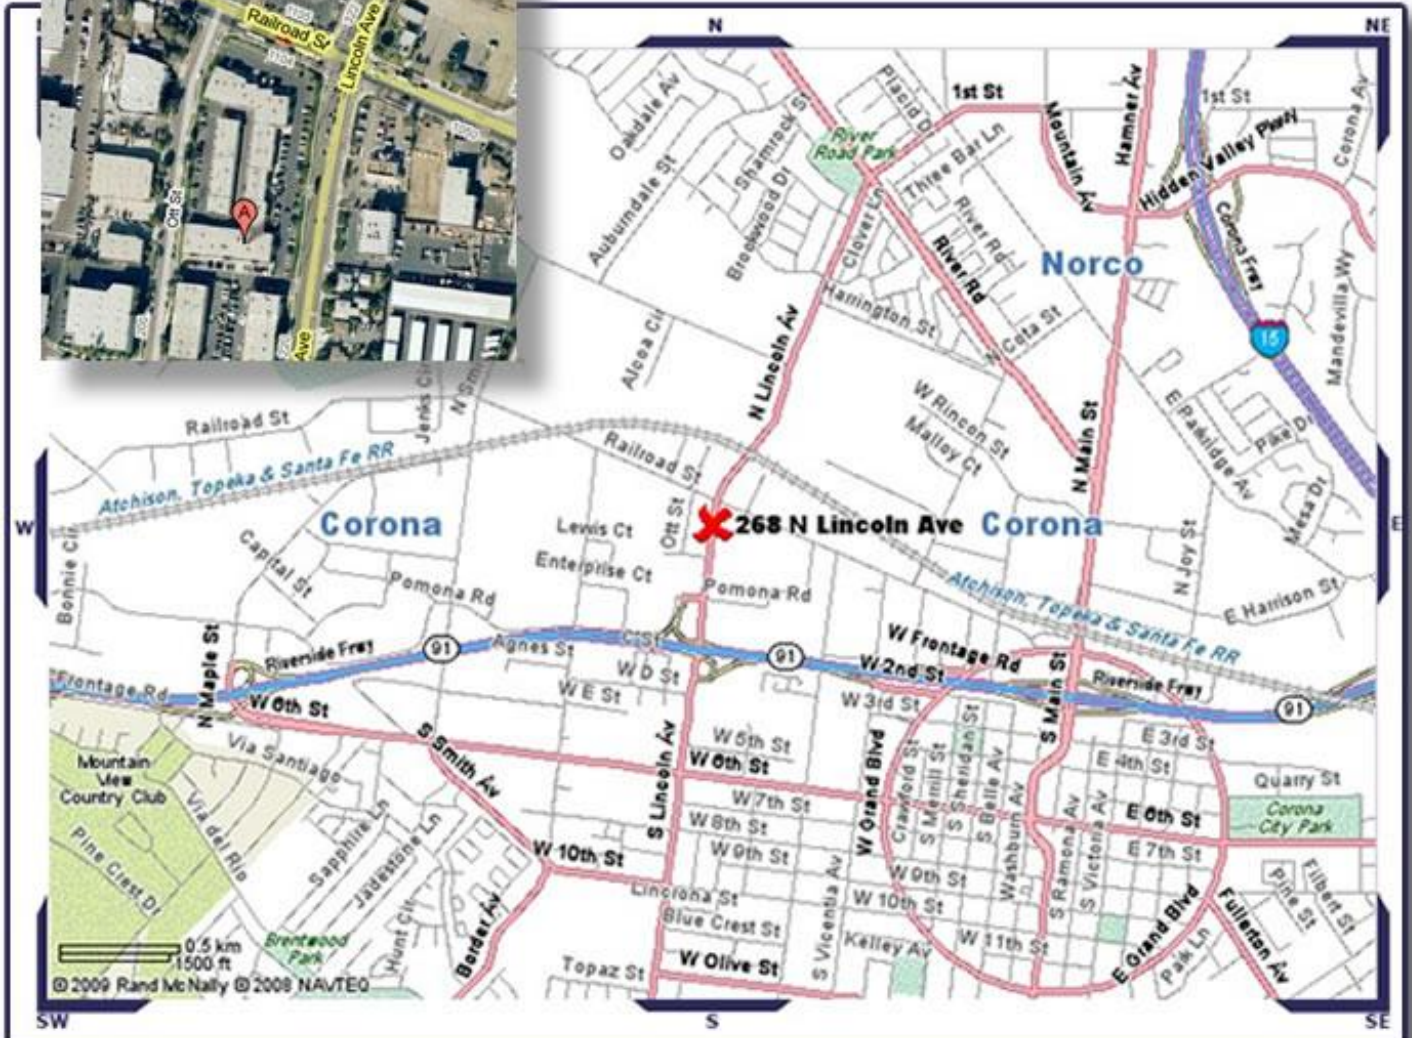 N
NE
Railroad St
Lincoln Ave
1104
A
Ott St
Ave
Oakdale Av
Placid D
1st St
1st St
Corona Av
Shamrock St
River
Road Park
Mountain Av
Hamner Av
Hidden Valley Pkwy
Three Bar Ln
Auburndale St
Brookwood Dr
Clover Ln
River Rd
River Rd
Norco
Corona Frwy
Mandevilla Wy
Harrington St
N Cota St
15
Alcoa Cir
N Lincoln Av
Jenks Cir
N Sm
W Rincon St
Malloy Ct
N Main St
E Parkridge Av
Pike Dr
Railroad St
Railroad St
Atchison, Topeka & Santa Fe RR
Mesa Dr
W
Corona
Lewis Ct
Ott St
268 N Lincoln Ave
Corona
E
N Joy St
Bonnie Cir
Capital St
Enterprise Ct
Pomona Rd
Pomona Rd
Atchison, Topeka & Santa Fe RR
E Harrison St
N Maple St
Riverside Frwy
91
Agnes St
C St
91
W Frontage Rd
W 2nd St
S Main St
Riverside Frwy
91
Frontage Rd
W D St
W E St
W 3rd St
W 6th St
S Smith Av
Via Santiago
S Lincoln Av
W 5th St
W 6th St
W Grand Blvd
Crawford St
S Merrill St
S Sheridan St
S Belle Av
Washburn Av
S Ramona Av
S Victoria Av
E 3rd St
E 4th St
Quarry St
Mountain
View
Country Club
Via del Rio
Sapphire Ln
Jadestone Ln
W 7th St
W 8th St
W 9th St
E 6th St
E 7th St
Corona
City Park
Pine Crest Dr
W 10th St
Lincrona St
Blue Crest St
S Vicentia Av
W 9th St
W 10th St
W 11th St
Kelley Av
E Grand Blvd
Fullerton Av
Pine St
Filbert St
Palk Ln
Hunt Cir
Border Av
Brentwood
Park
Topaz St
W Olive St
0.5 km
1500 ft
© 2009 Rand McNally © 2008 NAVTEQ
SW
S
SE